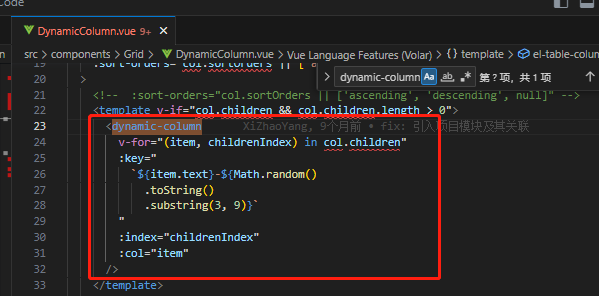 Code
DynamicColumn.vue 9+ ×
src > components > Grid > DynamicColumn.vue > Vue Language Features (Volar) > {} template > el-table-column
19 :sort-orders="col.sortOrders || [
dynamic-column Aa ab .* 第 ? 项，共 1 项
20 >
21 <!-- :sort-orders="col.sortOrders || ['ascending', 'descending', null]" -->
22 <template v-if="col.children && col.children.length > 0">
23 <dynamic-column XiZhaoYang, 9个月前 • fix: 引入项目模块及其关联
24 v-for="(item, childrenIndex) in col.children"
25 :key="
26 `${item.text}-${Math.random()
27 .toString()
28 .substring(3, 9)}`
29 "
30 :index="childrenIndex"
31 :col="item"
32 />
33 </template>